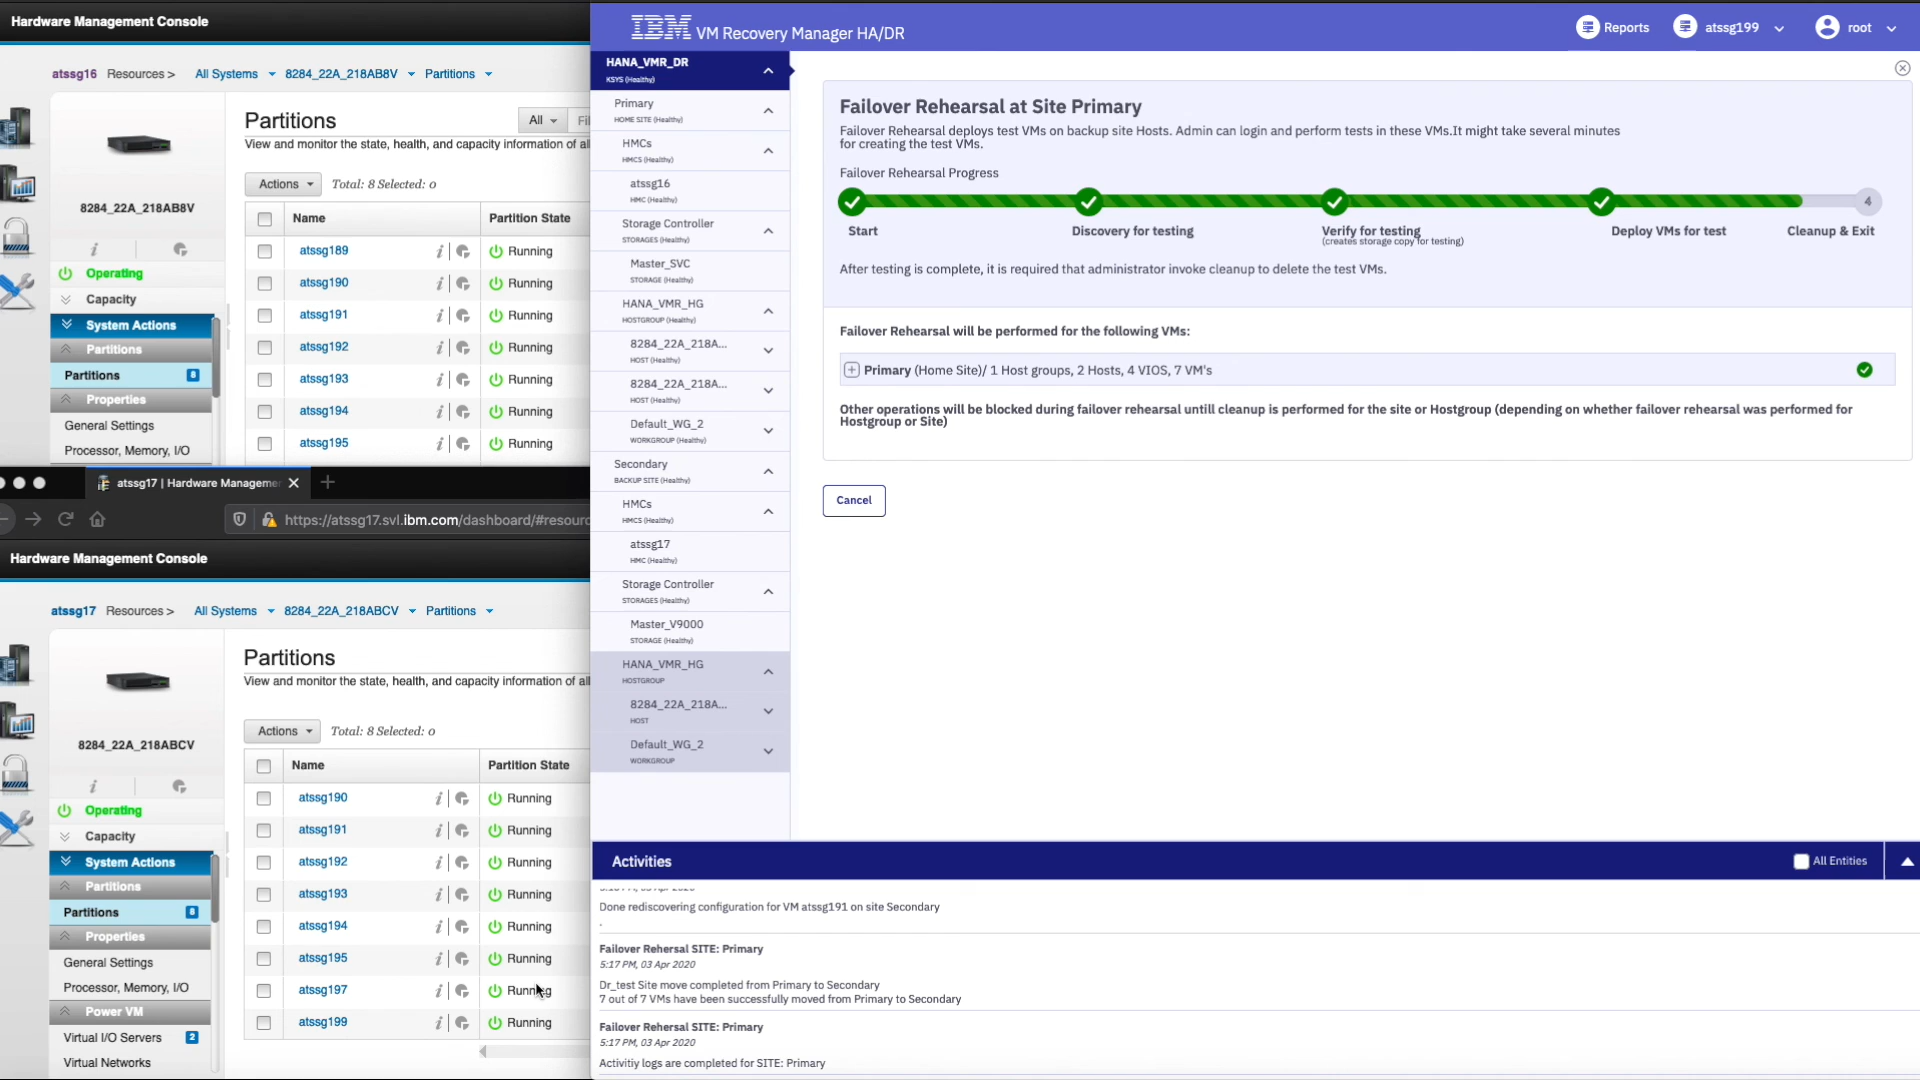 Hardware Management Console
atssg16 Resources > All Systems 8284_22A_218AB8V Partitions
Partitions
All
View and monitor the state, health, and capacity information of al
Actions Total: 8 Selected: 0
8284_22A_218AB8V
Operating
Capacity
System Actions
Partitions
Partitions 8
Properties
General Settings
Processor, Memory, I/O
Name Partition State
atssg189 Running
atssg190 Running
atssg191 Running
atssg192 Running
atssg193 Running
atssg194 Running
atssg195 Running
atssg17 | Hardware Manageme
https://atssg17.svl.ibm.com/dashboard/#resourc
Hardware Management Console
atssg17 Resources > All Systems 8284_22A_218ABCV Partitions
Partitions
View and monitor the state, health, and capacity information of al
Actions Total: 8 Selected: 0
8284_22A_218ABCV
Operating
Capacity
System Actions
Partitions
Partitions 8
Properties
General Settings
Processor, Memory, I/O
Power VM
Virtual I/O Servers 2
Virtual Networks
Name Partition State
atssg190 Running
atssg191 Running
atssg192 Running
atssg193 Running
atssg194 Running
atssg195 Running
atssg197 Running
atssg199 Running
IBM VM Recovery Manager HA/DR
Reports atssg199 root
HANA_VMR_DR
KSYS (Healthy)
Primary
HOME SITE (Healthy)
HMCs
HMCS (Healthy)
atssg16
HMC (Healthy)
Storage Controller
STORAGES (Healthy)
Master_SVC
STORAGE (Healthy)
HANA_VMR_HG
HOSTGROUP (Healthy)
8284_22A_218A...
HOST (Healthy)
8284_22A_218A...
HOST (Healthy)
Default_WG_2
WORKGROUP (Healthy)
Secondary
BACKUP SITE (Healthy)
HMCs
HMCS (Healthy)
atssg17
HMC (Healthy)
Storage Controller
STORAGES (Healthy)
Master_V9000
STORAGE (Healthy)
HANA_VMR_HG
HOSTGROUP
8284_22A_218A...
HOST
Default_WG_2
WORKGROUP
Failover Rehearsal at Site Primary
Failover Rehearsal deploys test VMs on backup site Hosts. Admin can login and perform tests in these VMs.It might take several minutes
for creating the test VMs.
Failover Rehearsal Progress
4
Start Discovery for testing Verify for testing Deploy VMs for test Cleanup & Exit
(creates storage copy for testing)
After testing is complete, it is required that administrator invoke cleanup to delete the test VMs.
Failover Rehearsal will be performed for the following VMs:
Primary (Home Site)/ 1 Host groups, 2 Hosts, 4 VIOS, 7 VM's
Other operations will be blocked during failover rehearsal untill cleanup is performed for the site or Hostgroup (depending on whether failover rehearsal was performed for
Hostgroup or Site)
Cancel
Activities All Entities
Done rediscovering configuration for VM atssg191 on site Secondary
.
Failover Rehersal SITE: Primary
5:17 PM, 03 Apr 2020
Dr_test Site move completed from Primary to Secondary
7 out of 7 VMs have been successfully moved from Primary to Secondary
Failover Rehersal SITE: Primary
5:17 PM, 03 Apr 2020
Activitiy logs are completed for SITE: Primary